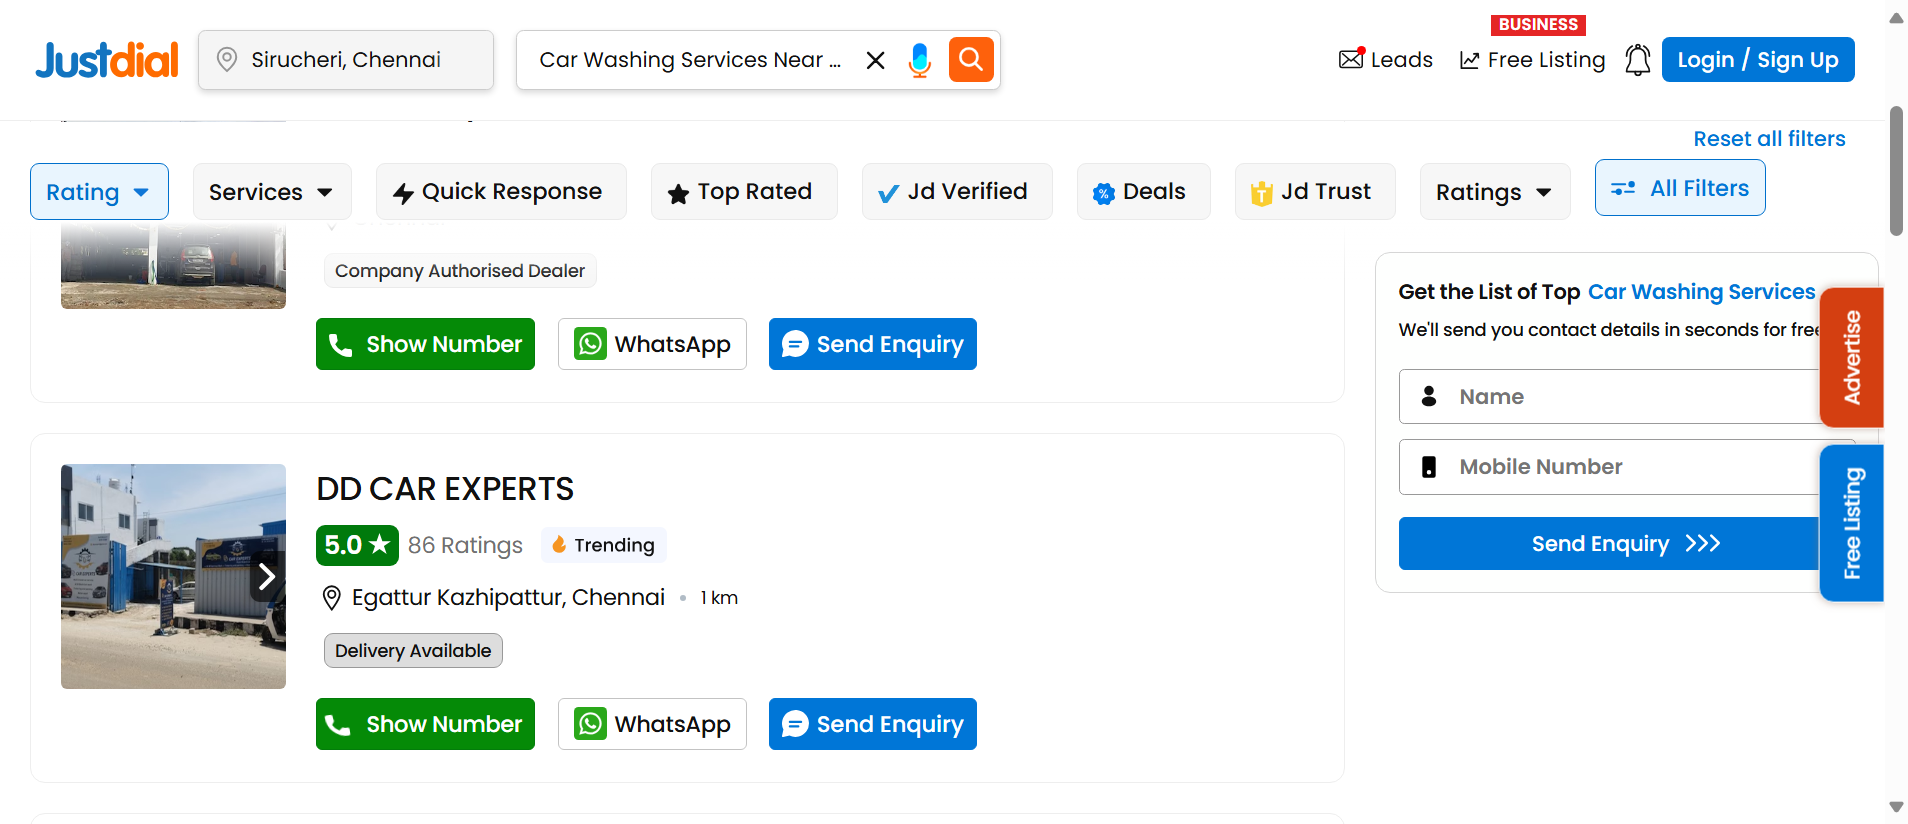 BUSINESS
Justdial
Sirucheri, Chennai
Car Washing Services Near ...
Leads
Free Listing
Login / Sign Up
Reset all filters
Rating
Services
Quick Response
Top Rated
Jd Verified
Deals
Jd Trust
Ratings
All Filters
Company Authorised Dealer
Show Number
WhatsApp
Send Enquiry
DD CAR EXPERTS
5.0 ★ 86 Ratings Trending
Egattur Kazhipattur, Chennai • 1 km
Delivery Available
Show Number
WhatsApp
Send Enquiry
Get the List of Top Car Washing Services
We'll send you contact details in seconds for free
Name
Mobile Number
Send Enquiry
Advertise
Free Listing